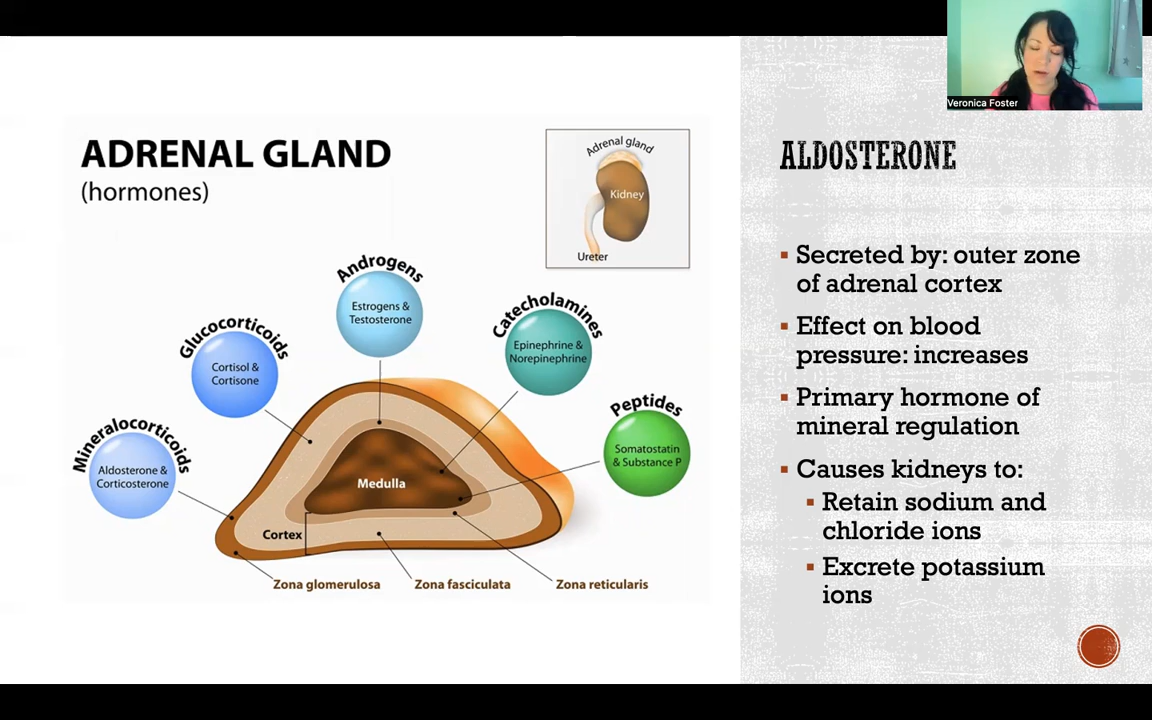 Veronica Foster
ADRENAL GLAND
(hormones)
Adrenal gland
Kidney
Ureter
Androgens
Estrogens &
Testosterone
Catecholamines
Epinephrine &
Norepinephrine
Glucocorticoids
Cortisol &
Cortisone
Peptides
Somatostatin
& Substance P
Mineralocorticoids
Aldosterone &
Corticosterone
Medulla
Cortex
Zona glomerulosa
Zona fasciculata
Zona reticularis
ALDOSTERONE
▪ Secreted by: outer zone
of adrenal cortex
▪ Effect on blood
pressure: increases
▪ Primary hormone of
mineral regulation
▪ Causes kidneys to:
▪ Retain sodium and
chloride ions
▪ Excrete potassium
ions